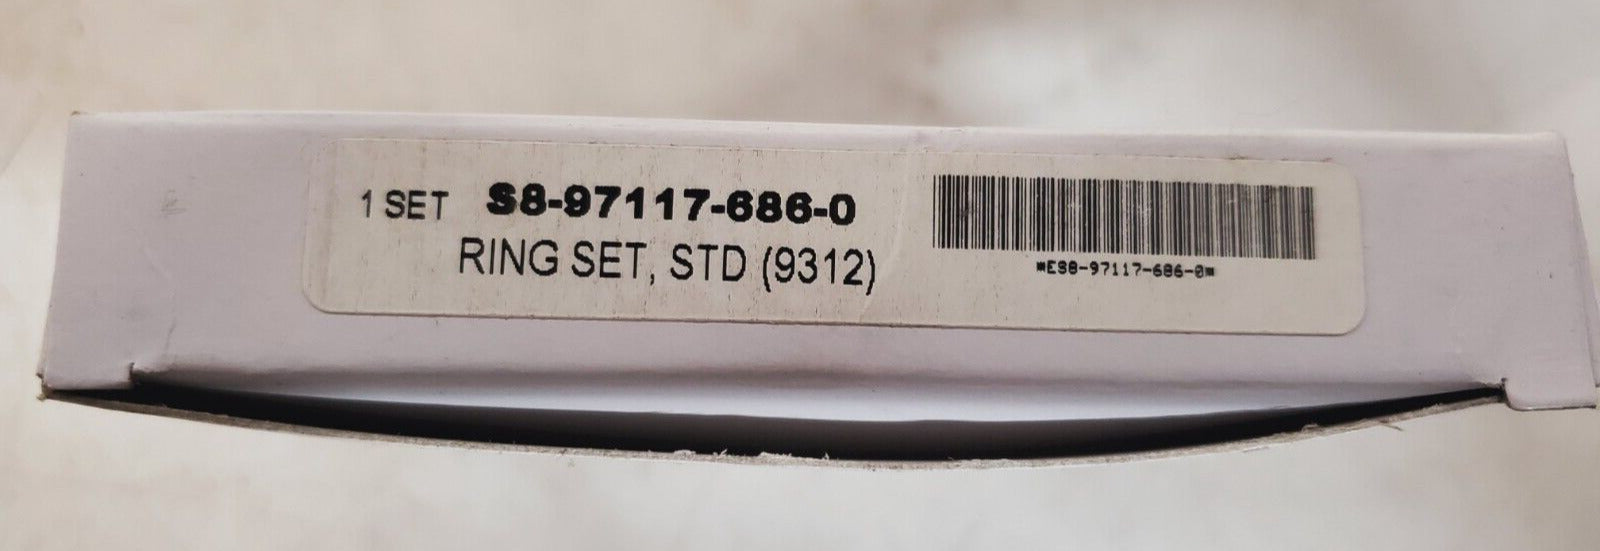 1 SET S8-97117-686-0
RING SET, STD (9312)
*ES8-97117-686-0*